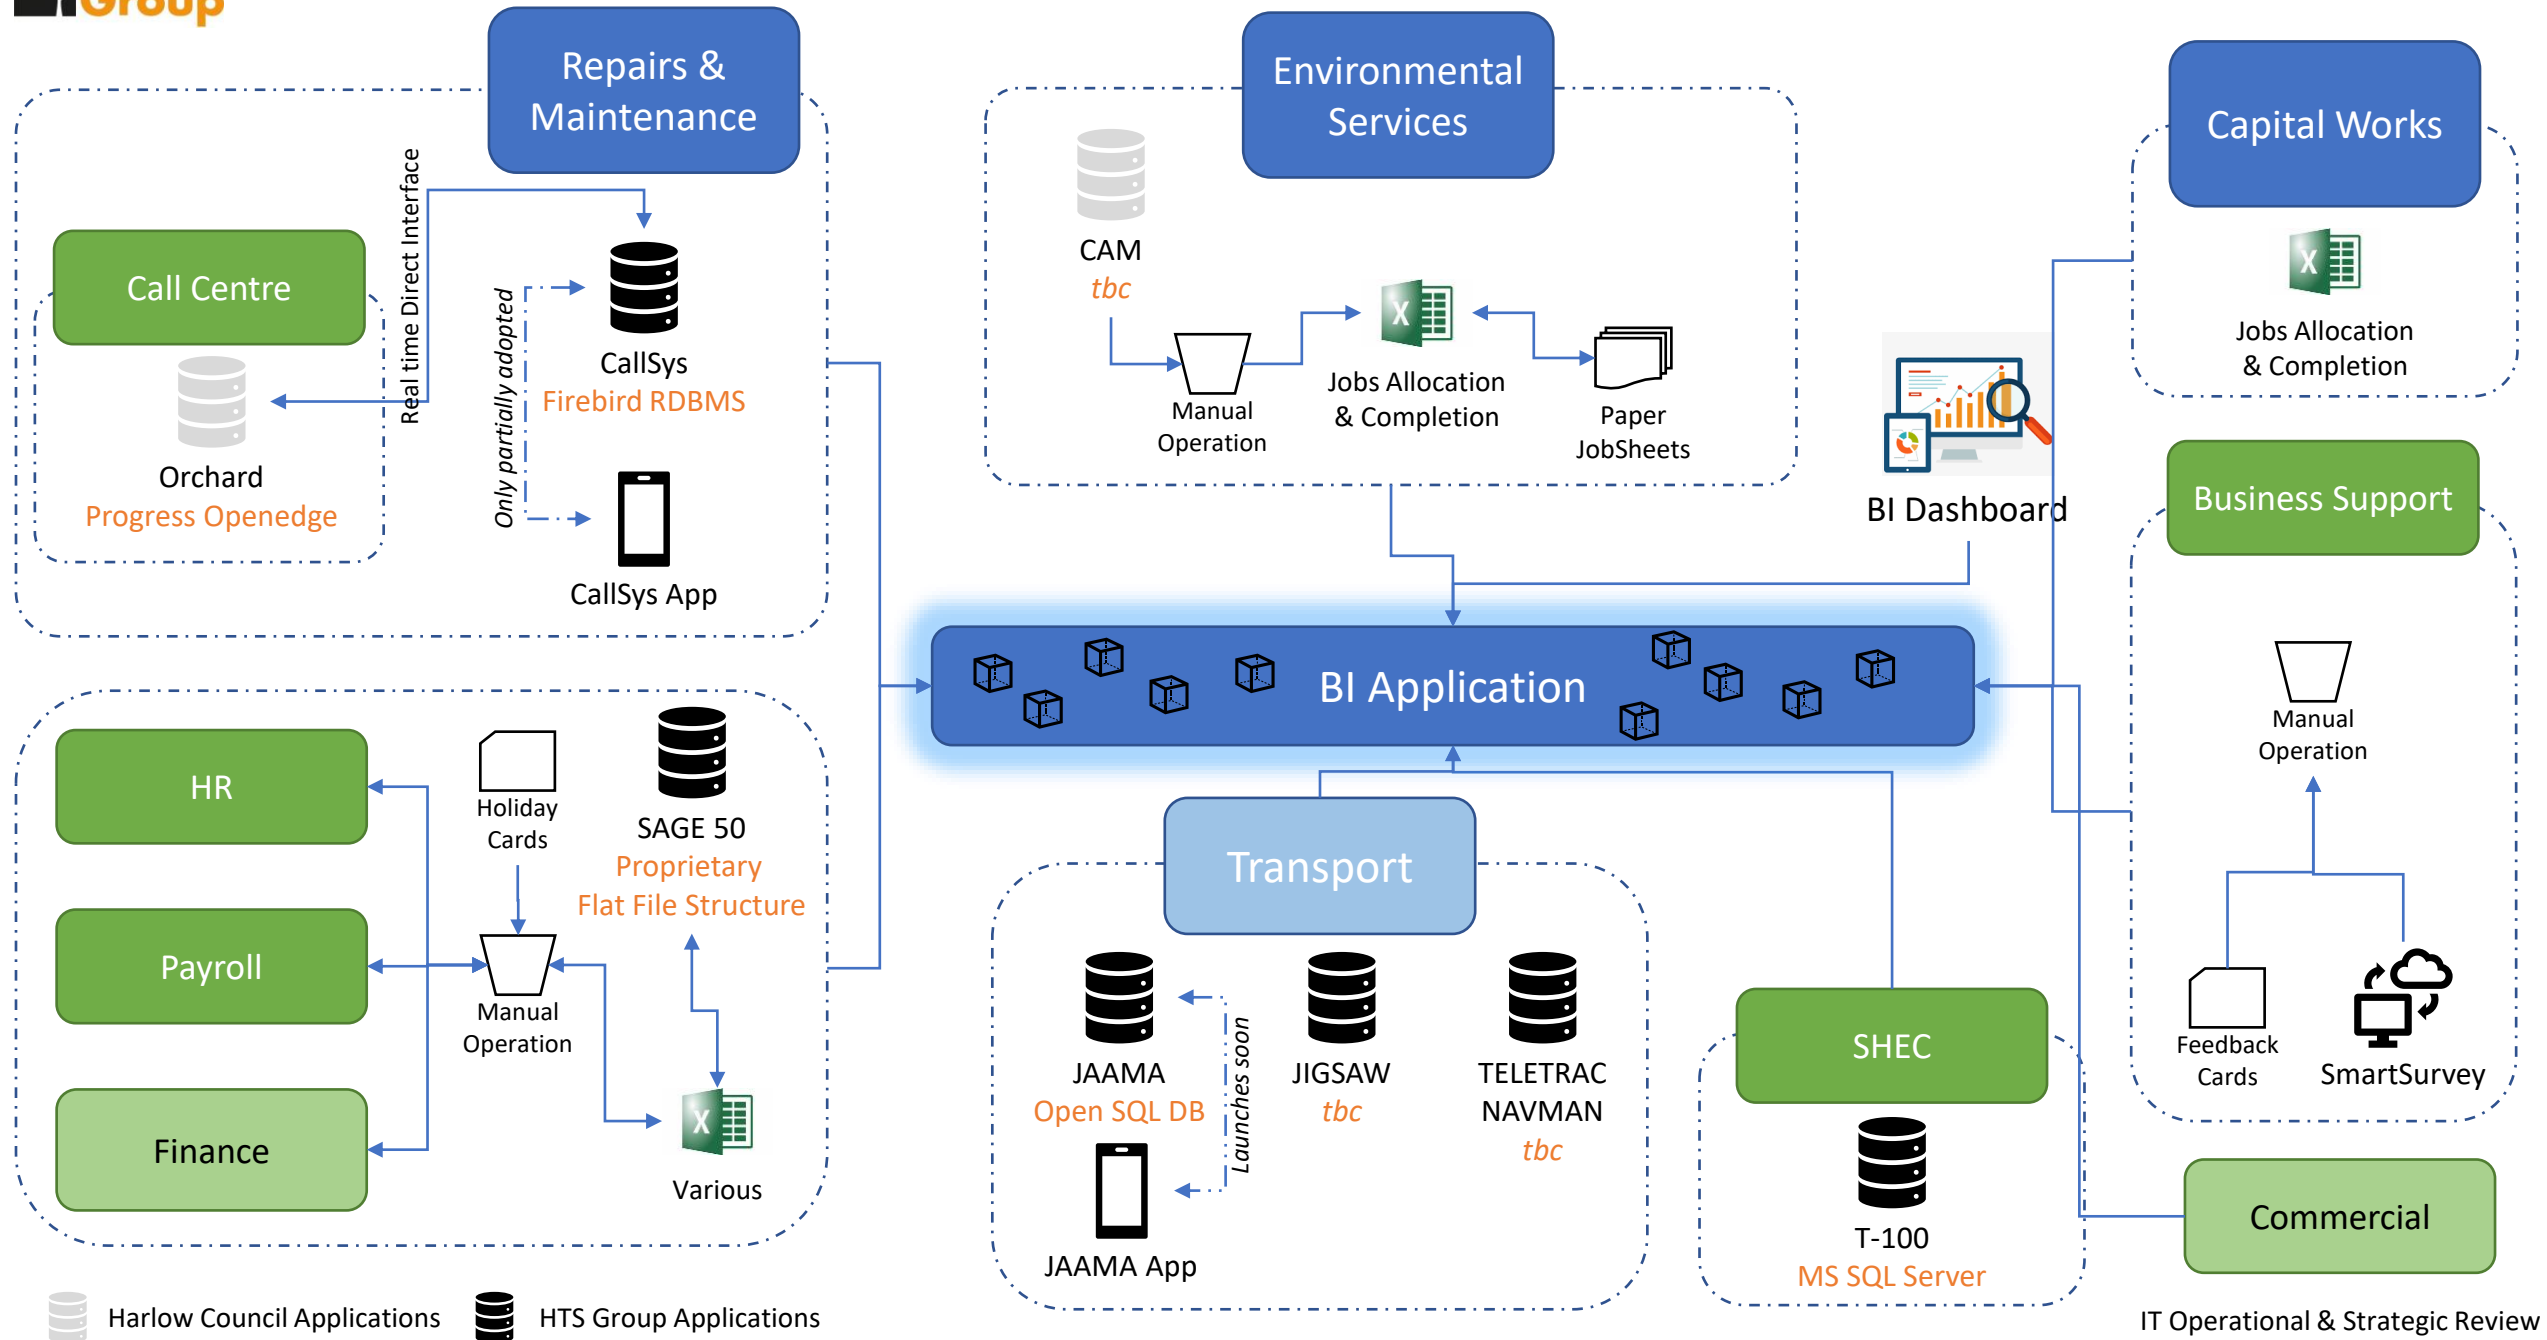 Group
Repairs &
Maintenance
Real time Direct Interface
Call Centre
Orchard
Progress Openedge
CallSys
Firebird RDBMS
Only partially adopted
CallSys App
Environmental
Services
CAM
tbc
Manual
Operation
X
Jobs Allocation
& Completion
Paper
JobSheets
BI Dashboard
Capital Works
X
Jobs Allocation
& Completion
Business Support
Manual
Operation
Feedback
Cards
SmartSurvey
BI Application
HR
Payroll
Finance
Holiday
Cards
Manual
Operation
SAGE 50
Proprietary
Flat File Structure
X
Various
Transport
JAAMA
Open SQL DB
Launches soon
JAAMA App
JIGSAW
tbc
TELETRAC
NAVMAN
tbc
SHEC
T-100
MS SQL Server
Commercial
Harlow Council Applications
HTS Group Applications
IT Operational & Strategic Review